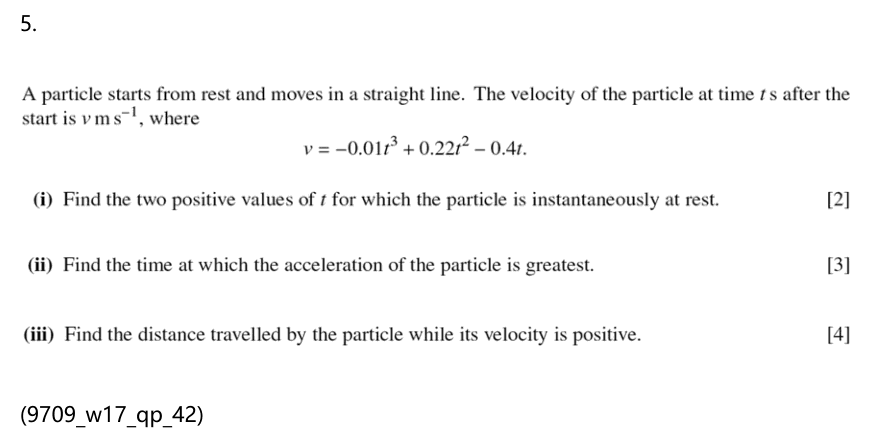 5.
A particle starts from rest and moves in a straight line. The velocity of the particle at time t s after the
start is v m s⁻¹, where
v = −0.01t³ + 0.22t² − 0.4t.
(i) Find the two positive values of t for which the particle is instantaneously at rest. [2]
(ii) Find the time at which the acceleration of the particle is greatest. [3]
(iii) Find the distance travelled by the particle while its velocity is positive. [4]
(9709_w17_qp_42)